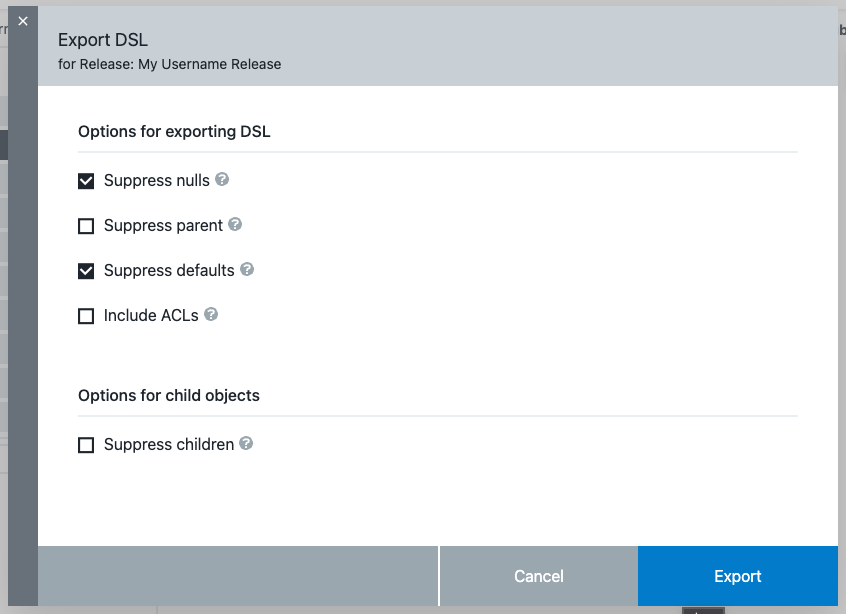 Export DSL
for Release: My Username Release
Options for exporting DSL
Suppress nulls ?
Suppress parent ?
Suppress defaults ?
Include ACLs ?
Options for child objects
Suppress children ?
Cancel
Export